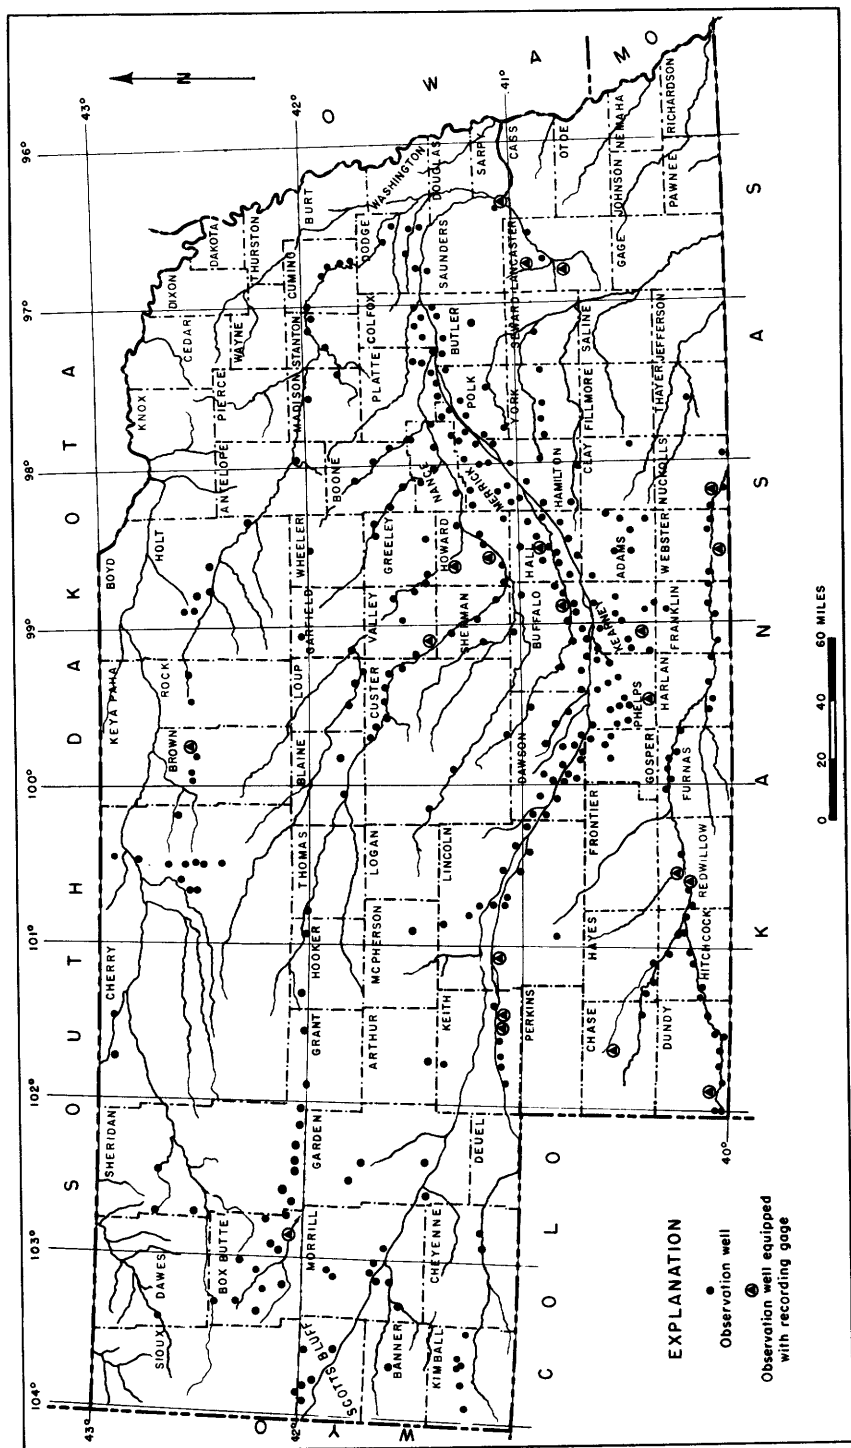 N
43°
42°
41°
40°
96°
97°
98°
99°
100°
101°
102°
103°
104°
43°
42°
SOUTH DAKOTA
IOWA
MO
KANSAS
COLO
WYO
SIOUX
DAWES
BOX BUTTE
SHERIDAN
CHERRY
KEYA PAHA
BROWN
ROCK
BOYD
HOLT
KNOX
ANTELOPE
PIERCE
CEDAR
DIXON
DAKOTA
WAYNE
THURSTON
SCOTTS BLUFF
BANNER
KIMBALL
MORRILL
CHEYENNE
GARDEN
DEUEL
GRANT
HOOKER
THOMAS
BLAINE
LOUP
GARFIELD
WHEELER
ARTHUR
MCPHERSON
LOGAN
CUSTER
VALLEY
GREELEY
BOONE
MADISON
STANTON
CUMING
BURT
KEITH
LINCOLN
PERKINS
DAWSON
SHERMAN
HOWARD
NANCE
PLATTE
COLFAX
DODGE
WASHINGTON
DOUGLAS
SARPY
BUFFALO
HALL
MERRICK
POLK
BUTLER
SAUNDERS
HAMILTON
YORK
SEWARD
LANCASTER
CASS
OTOE
CHASE
HAYES
FRONTIER
GOSPER
PHELPS
KEARNEY
ADAMS
CLAY
FILLMORE
SALINE
GAGE
JOHNSON
NEMAHA
DUNDY
HITCHCOCK
RED WILLOW
FURNAS
HARLAN
FRANKLIN
WEBSTER
NUCKOLLS
THAYER
JEFFERSON
PAWNEE
RICHARDSON
EXPLANATION
Observation well
Observation well equipped
with recording gage
0 20 40 60 MILES